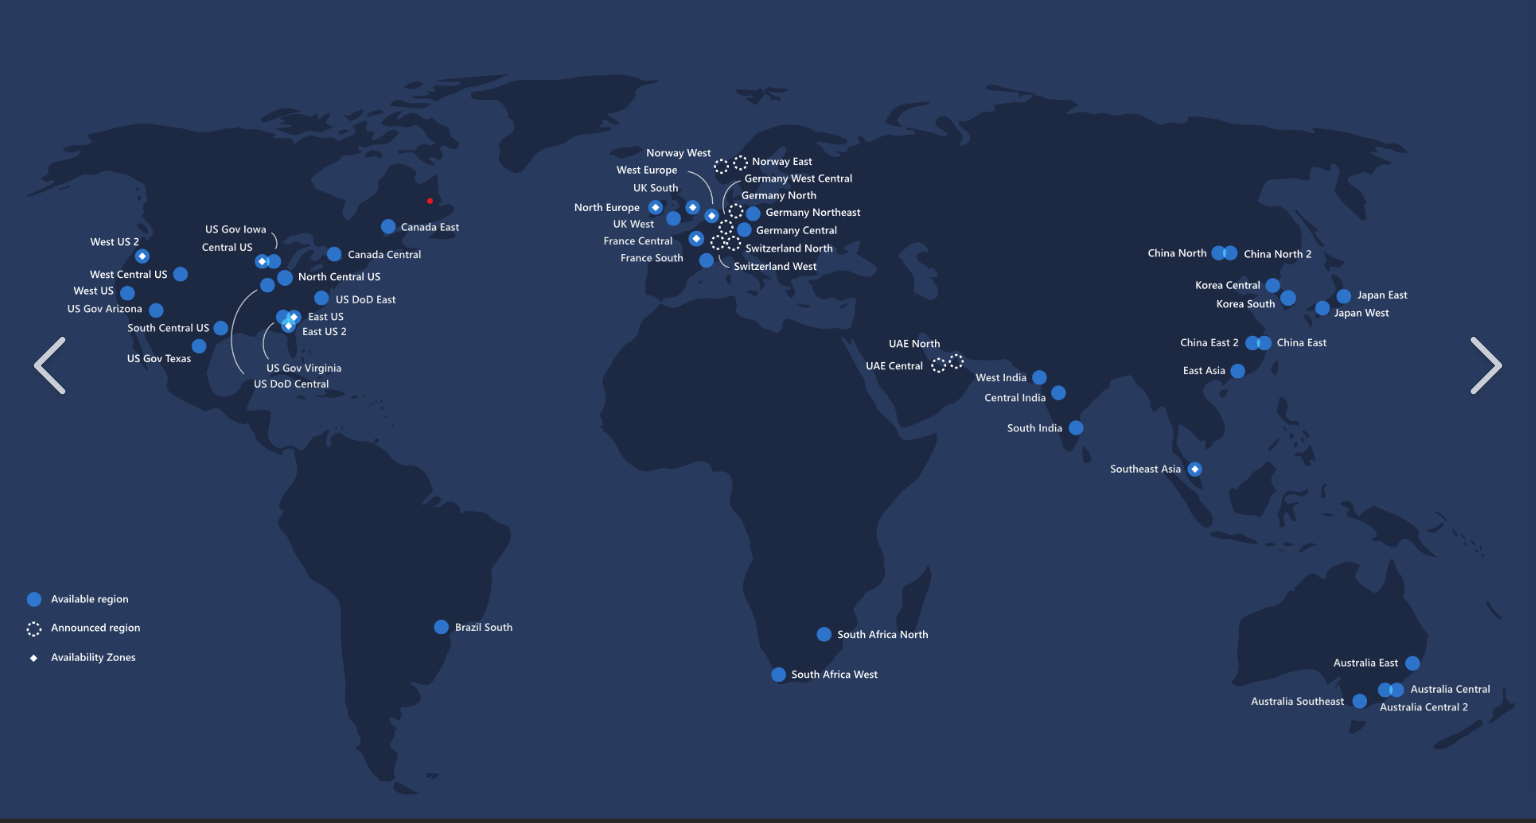 Norway West
Norway East
West Europe
Germany West Central
UK South
Germany North
North Europe
Germany Northeast
UK West
Germany Central
France Central
Switzerland North
France South
Switzerland West
Canada East
US Gov Iowa
West US 2
Central US
Canada Central
West Central US
North Central US
West US
US DoD East
US Gov Arizona
East US
South Central US
East US 2
US Gov Texas
US Gov Virginia
US DoD Central
China North
China North 2
Korea Central
Korea South
Japan East
Japan West
China East 2
China East
East Asia
UAE North
UAE Central
West India
Central India
South India
Southeast Asia
Available region
Announced region
Availability Zones
Brazil South
South Africa North
South Africa West
Australia East
Australia Central
Australia Southeast
Australia Central 2